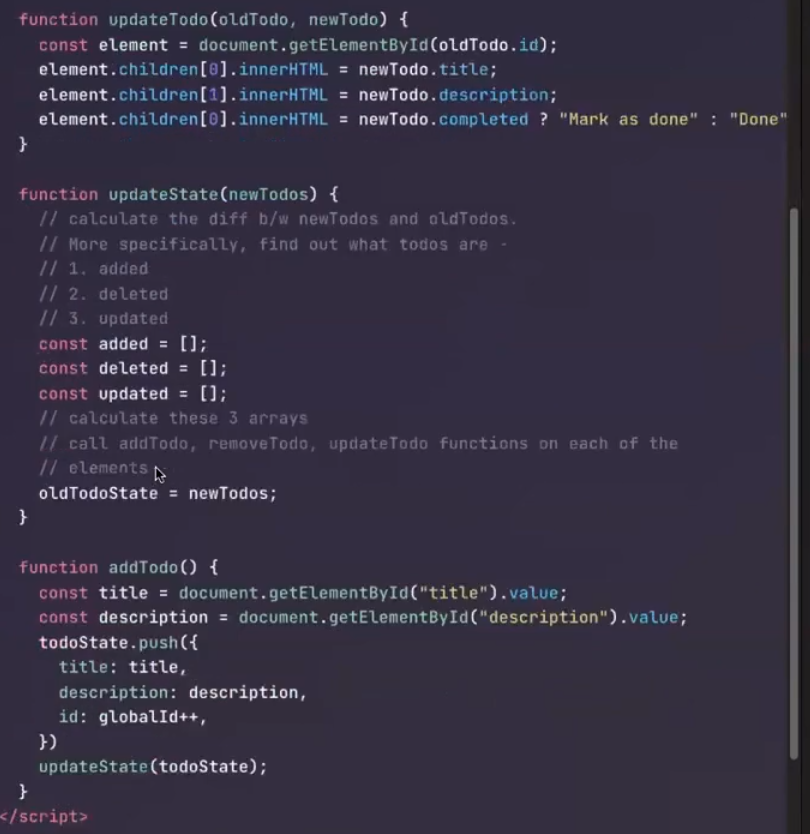 function updateTodo(oldTodo, newTodo) {
  const element = document.getElementById(oldTodo.id);
  element.children[0].innerHTML = newTodo.title;
  element.children[1].innerHTML = newTodo.description;
  element.children[0].innerHTML = newTodo.completed ? "Mark as done" : "Done"
}
function updateState(newTodos) {
  // calculate the diff b/w newTodos and oldTodos.
  // More specifically, find out what todos are -
  // 1. added
  // 2. deleted
  // 3. updated
  const added = [];
  const deleted = [];
  const updated = [];
  // calculate these 3 arrays
  // call addTodo, removeTodo, updateTodo functions on each of the
  // elements
  oldTodoState = newTodos;
}
function addTodo() {
  const title = document.getElementById("title").value;
  const description = document.getElementById("description").value;
  todoState.push({
    title: title,
    description: description,
    id: globalId++,
  })
  updateState(todoState);
}
</script>